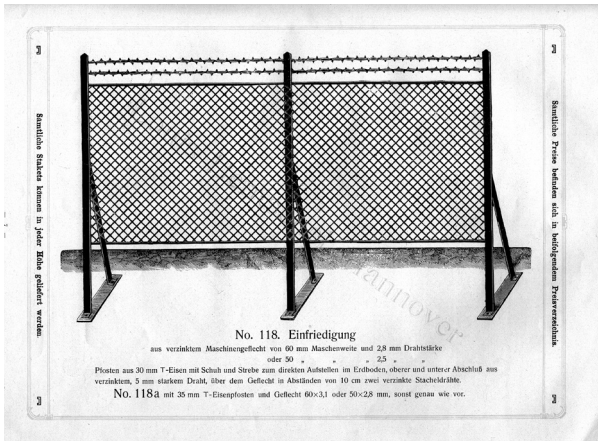 Sämtliche Stakets können in jeder Höhe geliefert werden.
Sämtliche Preise befinden sich in beifolgendem Preisverzeichnis.
Hannover
No. 118. Einfriedigung
aus verzinktem Maschinengeflecht von 60 mm Maschenweite und 2,8 mm Drahtstärke
oder 50 „ „ „ 2,5 „ „
Pfosten aus 30 mm T-Eisen mit Schuh und Strebe zum direkten Aufstellen im Erdboden, oberer und unterer Abschluß aus
verzinktem, 5 mm starkem Draht, über dem Geflecht in Abständen von 10 cm zwei verzinkte Stacheldrähte.
No. 118a mit 35 mm T-Eisenpfosten und Geflecht 60×3,1 oder 50×2,8 mm, sonst genau wie vor.